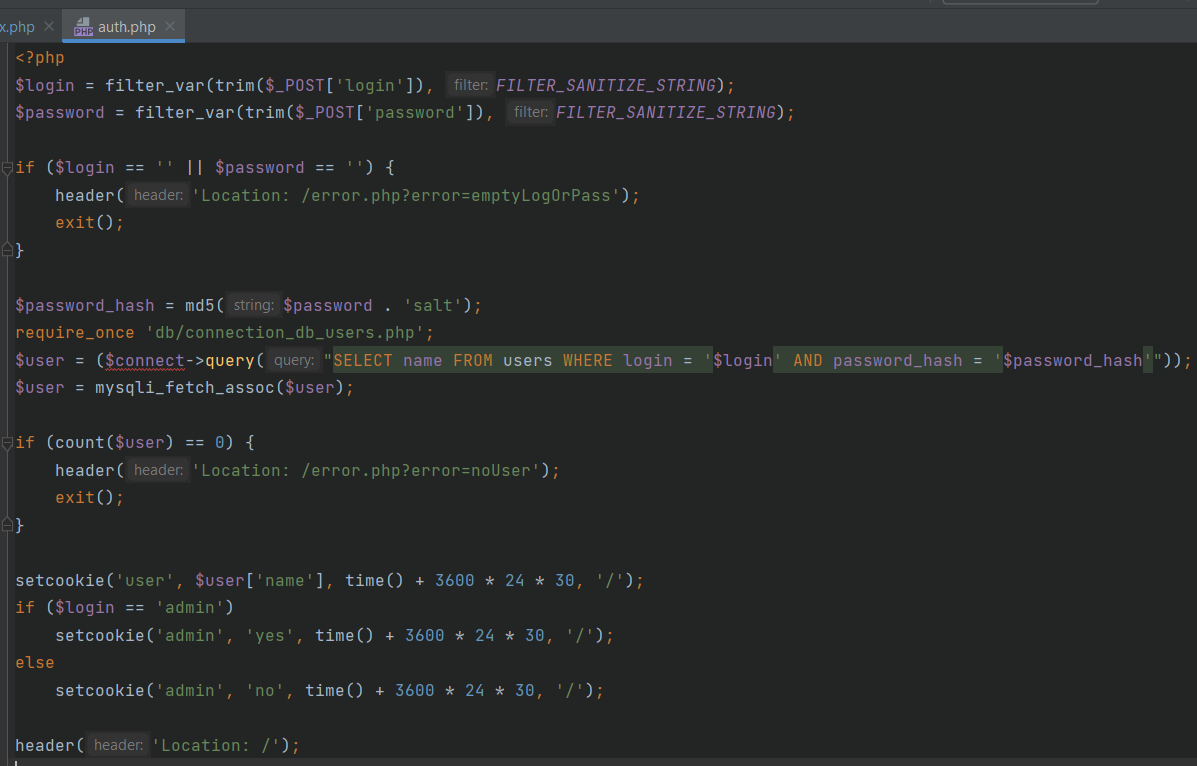 x.php
auth.php
<?php
$login = filter_var(trim($_POST['login']), filter: FILTER_SANITIZE_STRING);
$password = filter_var(trim($_POST['password']), filter: FILTER_SANITIZE_STRING);
if ($login == '' || $password == '') {
header( header: 'Location: /error.php?error=emptyLogOrPass');
exit();
}
$password_hash = md5( string: $password . 'salt');
require_once 'db/connection_db_users.php';
$user = ($connect->query( query: "SELECT name FROM users WHERE login = '$login' AND password_hash = '$password_hash'"));
$user = mysqli_fetch_assoc($user);
if (count($user) == 0) {
header( header: 'Location: /error.php?error=noUser');
exit();
}
setcookie('user', $user['name'], time() + 3600 * 24 * 30, '/');
if ($login == 'admin')
setcookie('admin', 'yes', time() + 3600 * 24 * 30, '/');
else
setcookie('admin', 'no', time() + 3600 * 24 * 30, '/');
header( header: 'Location: /');